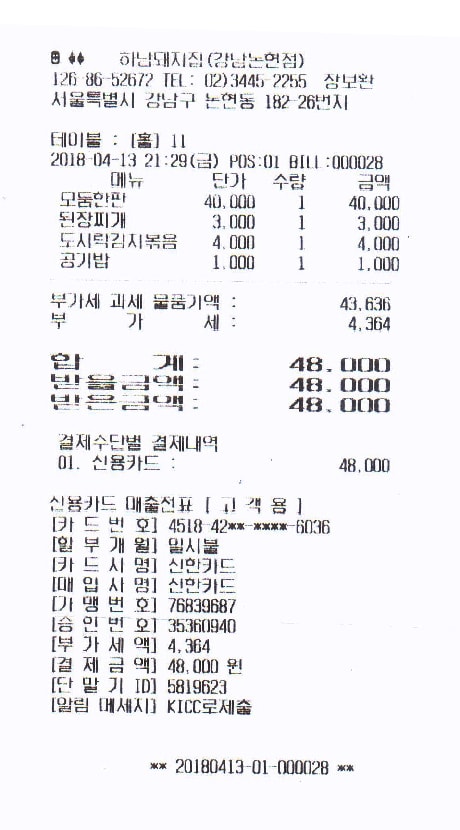 하남돼지집(강남논현점)
126-86-52672 TEL: 02)3445-2255 장보환
서울특별시 강남구 논현동 182-26번지
테이블 : [홀] 11
2018-04-13 21:29(금) POS:01 BILL:000028
메뉴 단가 수량 금액
모둠한판 40,000 1 40,000
된장찌개 3,000 1 3,000
도시락김치볶음 4,000 1 4,000
공기밥 1,000 1 1,000
부가세 과세 물품가액 : 43,636
부 가 세 : 4,364
합 계 : 48,000
받을금액 : 48,000
받은금액 : 48,000
결제수단별 결제내역
01. 신용카드 : 48,000
신용카드 매출전표 [ 고 객 용 ]
[카 드 번 호] 4518-42**-****-6036
[할 부 개 월] 일시불
[카 드 사 명] 신한카드
[매 입 사 명] 신한카드
[가 맹 번 호] 76839687
[승 인 번 호] 35360940
[부 가 세 액] 4,364
[결 제 금 액] 48,000 원
[단 말 기 ID] 5819623
[알림 메세지] KICC로제출
** 20180413-01-000028 **